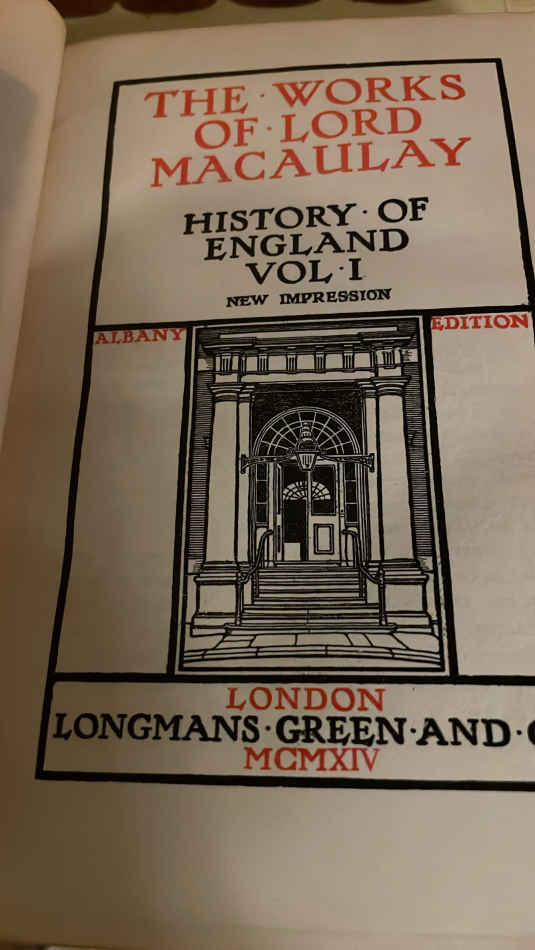 THE · WORKS
OF · LORD
MACAULAY
HISTORY · OF
ENGLAND
VOL · I
NEW IMPRESSION
ALBANY
EDITION
LONDON
LONGMANS · GREEN · AND ·
MCMXIV